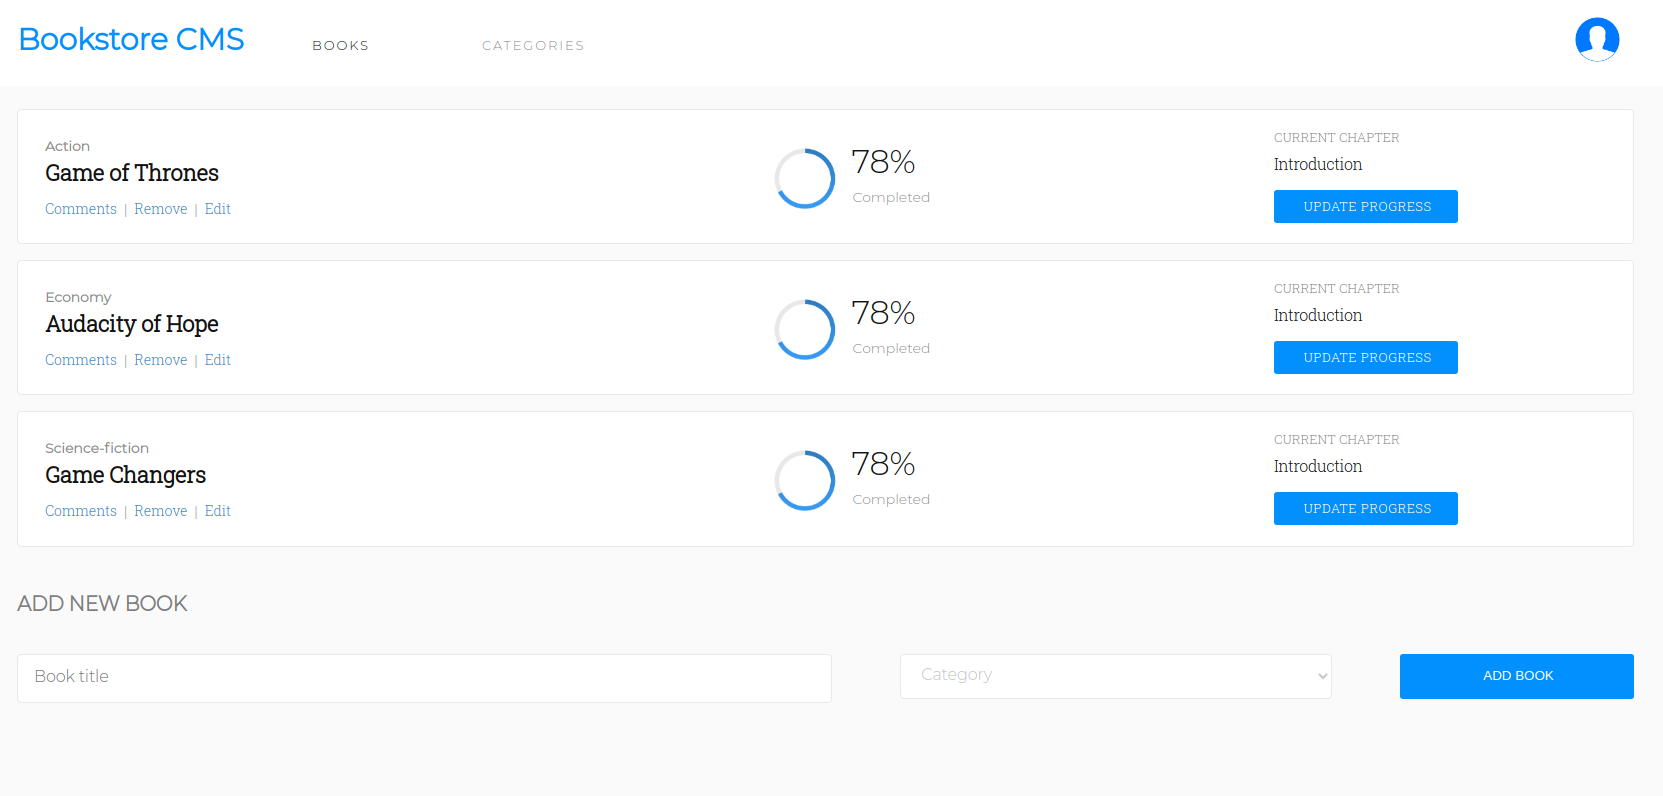 Bookstore CMS BOOKS CATEGORIES
Action
Game of Thrones
Comments | Remove | Edit
78%
Completed
CURRENT CHAPTER
Introduction
UPDATE PROGRESS
Economy
Audacity of Hope
Comments | Remove | Edit
78%
Completed
CURRENT CHAPTER
Introduction
UPDATE PROGRESS
Science-fiction
Game Changers
Comments | Remove | Edit
78%
Completed
CURRENT CHAPTER
Introduction
UPDATE PROGRESS
ADD NEW BOOK
Book title
Category
ADD BOOK